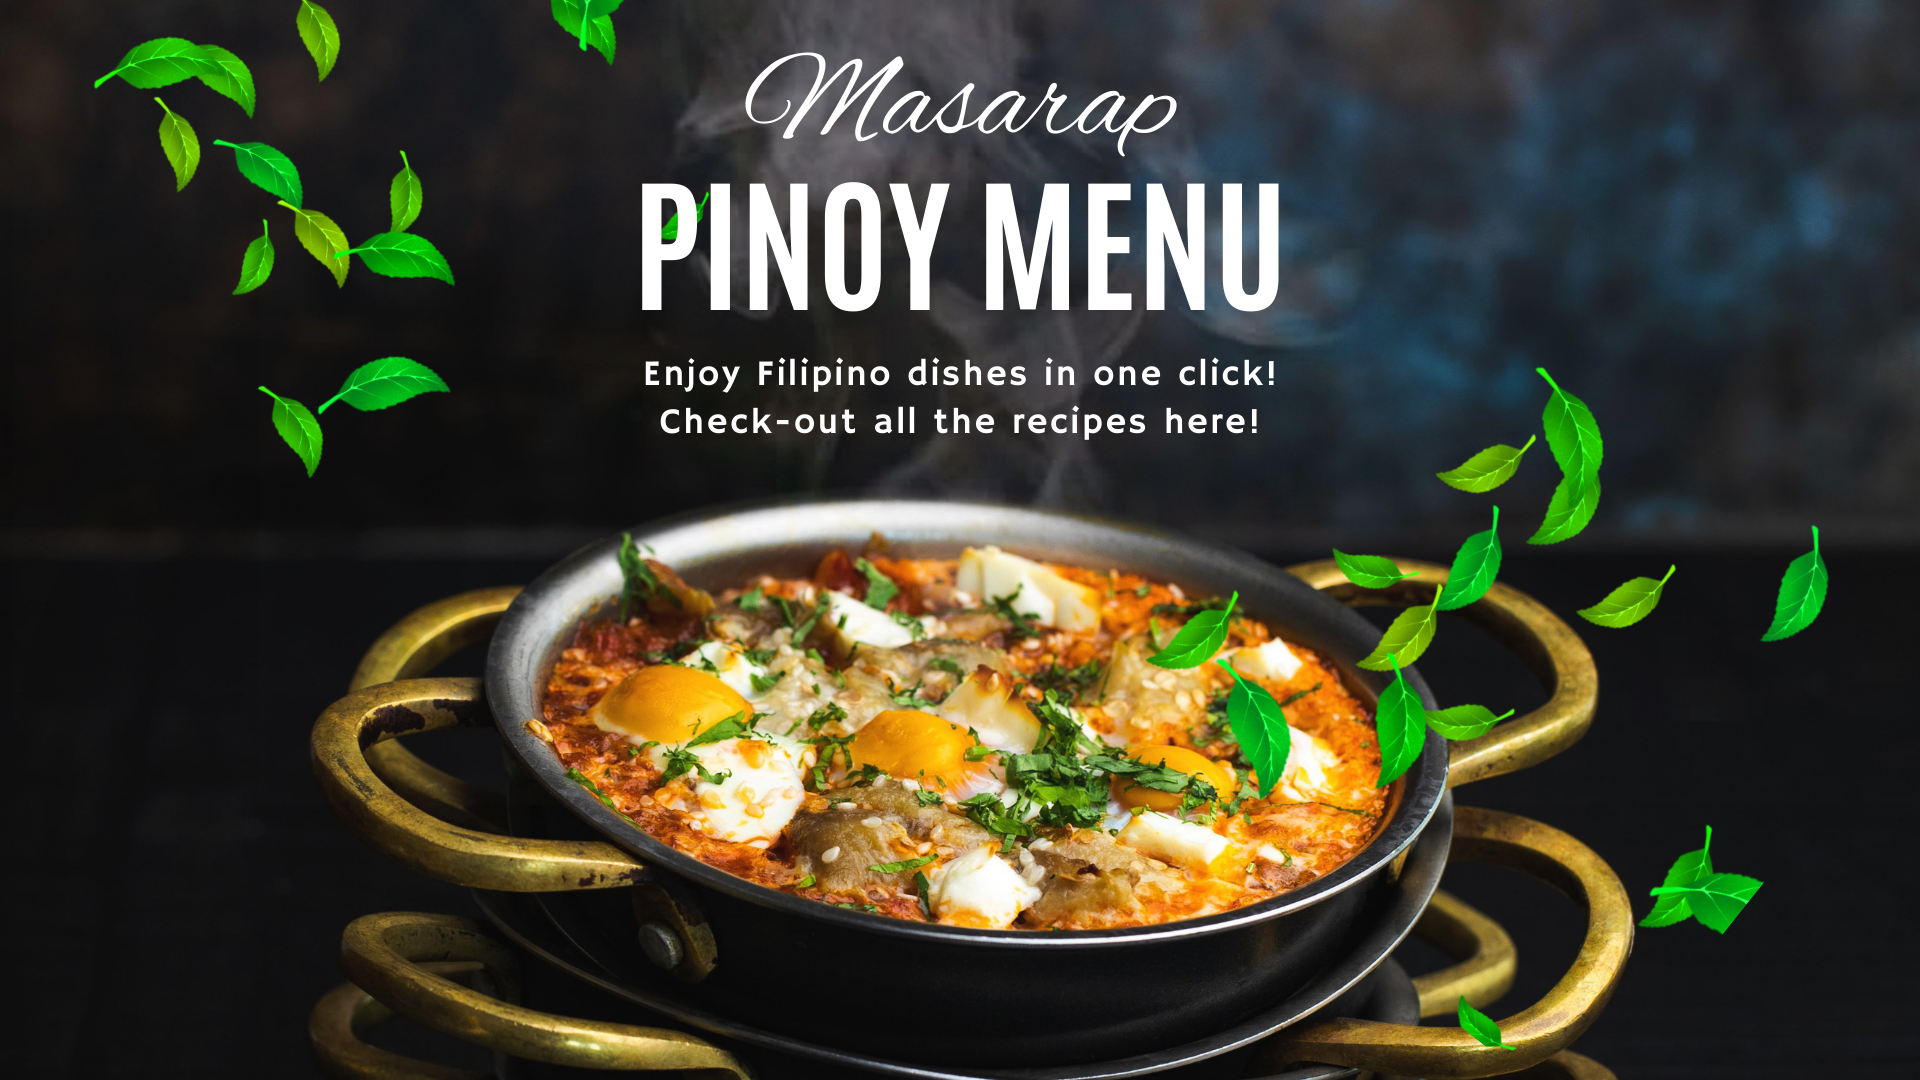 Masarap
PINOY MENU
Enjoy Filipino dishes in one click!
Check-out all the recipes here!